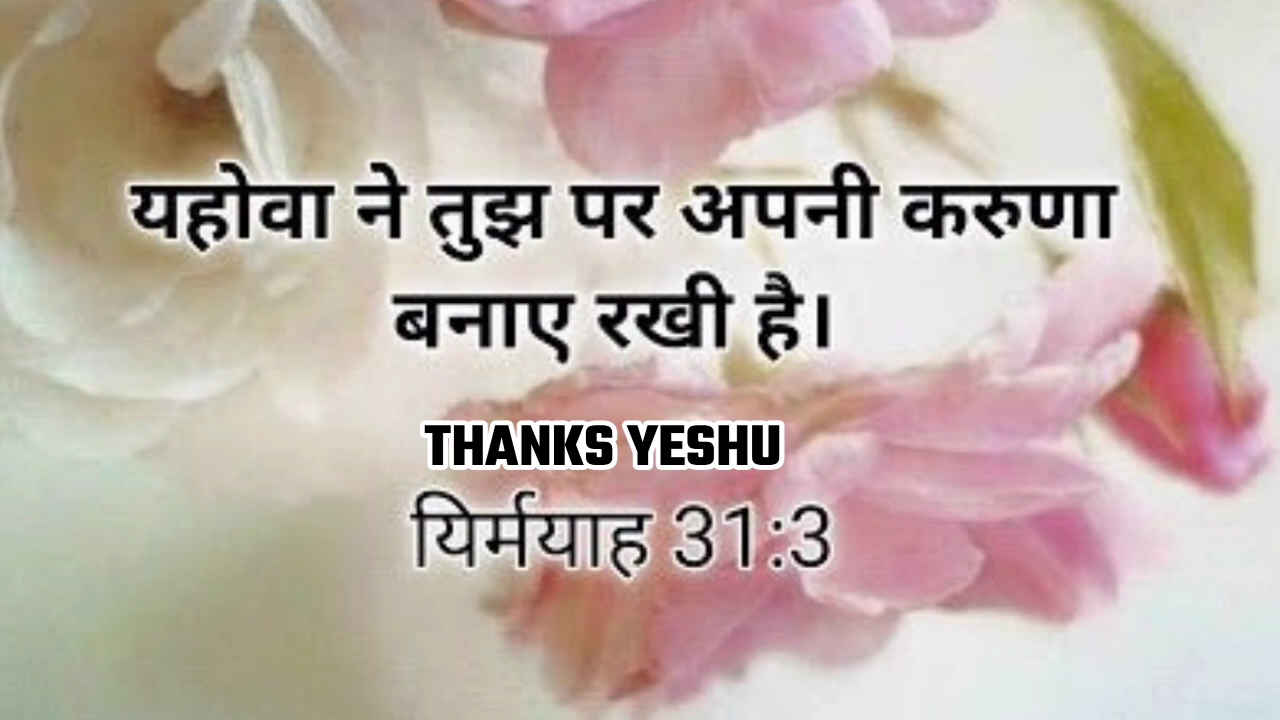 यहोवा ने तुझ पर अपनी करुणा
बनाए रखी है।
THANKS YESHU
यिर्मयाह 31:3